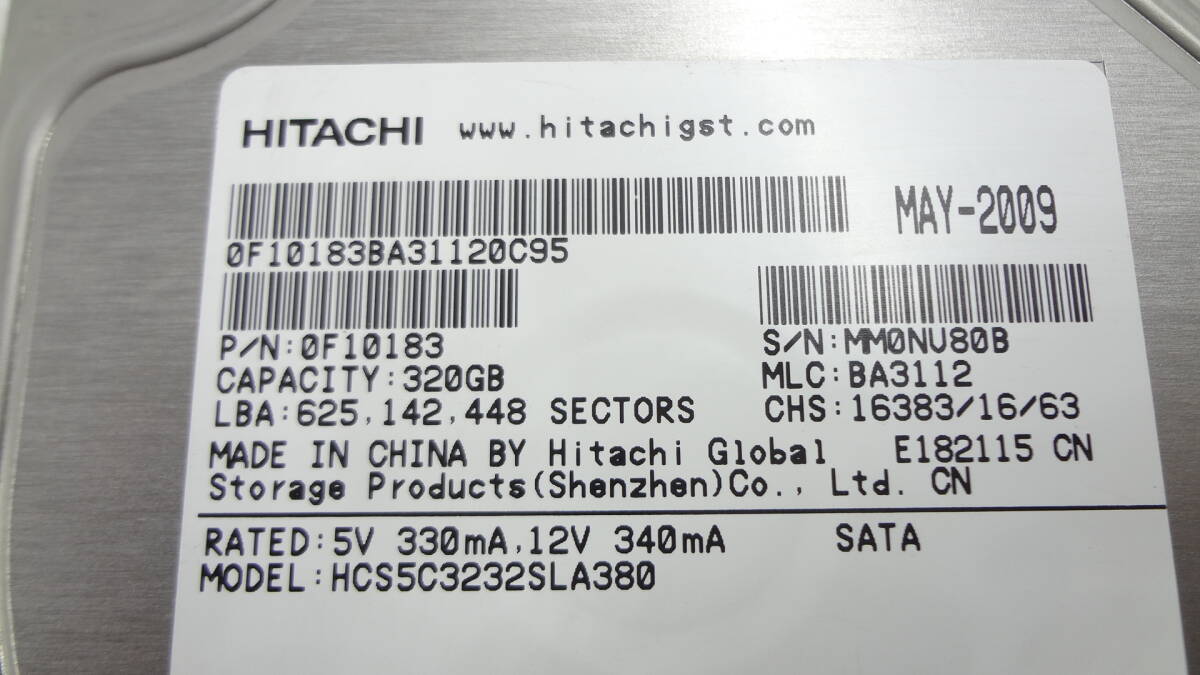 HITACHI www.hitachigst.com
MAY-2009
0F10183BA31120C95
P/N:0F10183 S/N:MM0NU80B
CAPACITY:320GB MLC:BA3112
LBA:625,142,448 SECTORS CHS:16383/16/63
MADE IN CHINA BY Hitachi Global E182115 CN
Storage Products(Shenzhen)Co., Ltd. CN
RATED:5V 330mA,12V 340mA SATA
MODEL:HCS5C3232SLA380